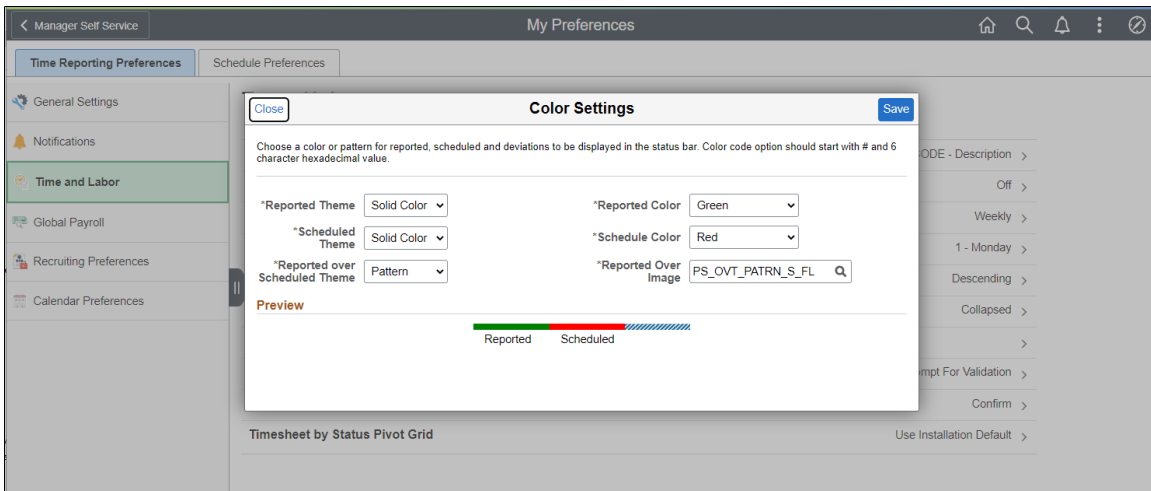 Manager Self Service
My Preferences
Time Reporting Preferences
Schedule Preferences
General Settings
Notifications
Time and Labor
Global Payroll
Recruiting Preferences
Calendar Preferences
Close
Color Settings
Save
Choose a color or pattern for reported, scheduled and deviations to be displayed in the status bar. Color code option should start with # and 6
character hexadecimal value.
*Reported Theme Solid Color
*Reported Color Green
*Scheduled
Theme Solid Color
*Schedule Color Red
*Reported over
Scheduled Theme Pattern
*Reported Over
Image PS_OVT_PATRN_S_FL
Preview
Reported Scheduled
- Description
Off
Weekly
1 - Monday
Descending
Collapsed
For Validation
Confirm
Timesheet by Status Pivot Grid
Use Installation Default